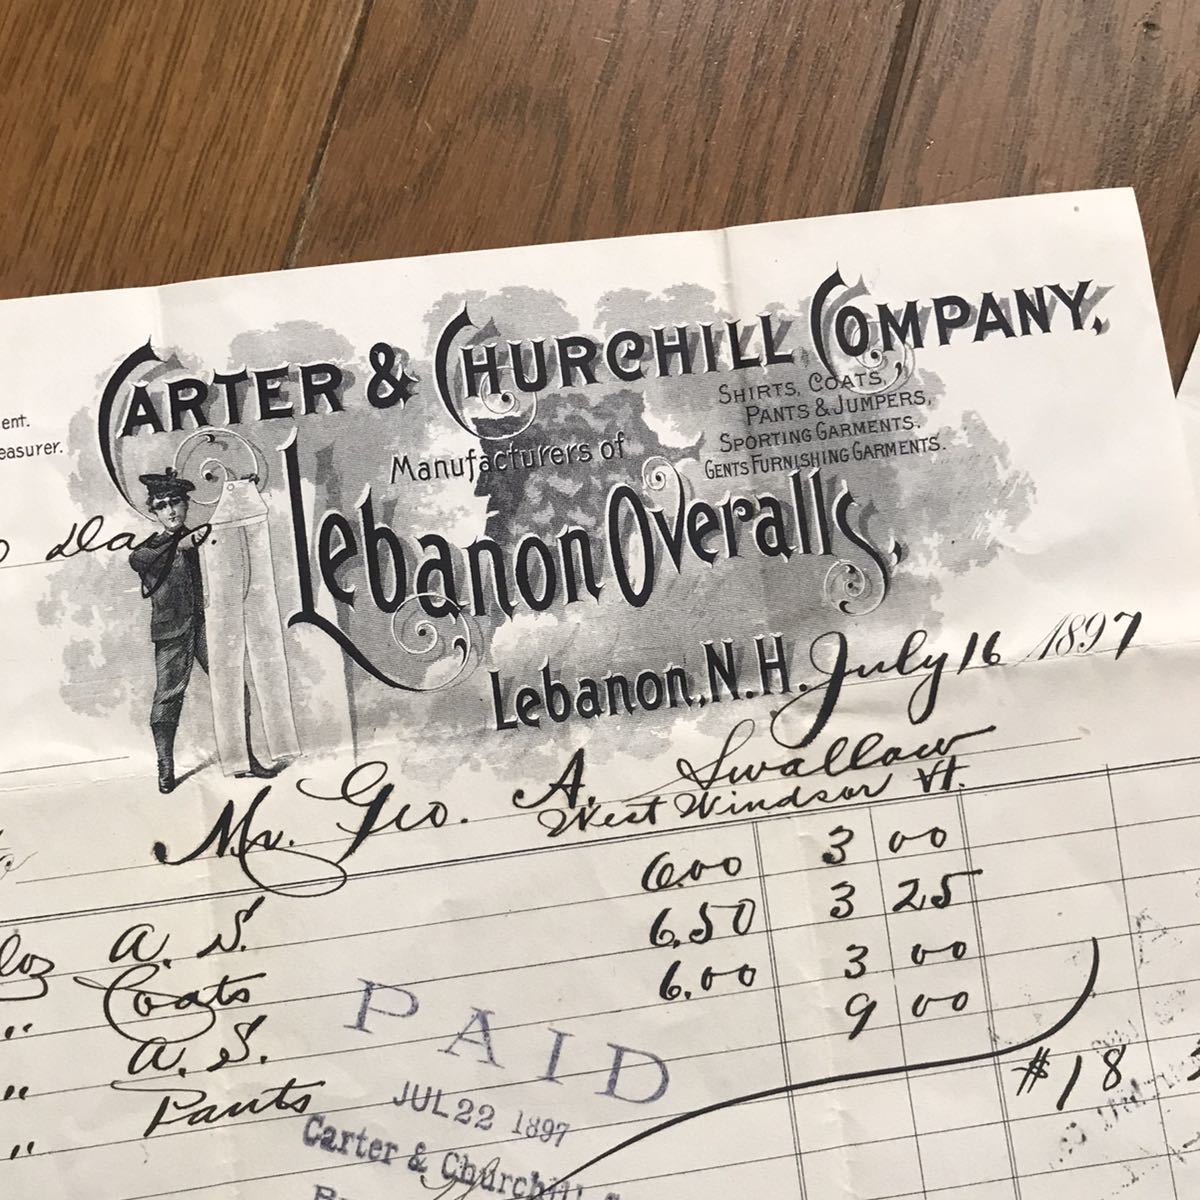 CARTER & CHURCHILL COMPANY,
Manufacturers of
Lebanon Overalls,
SHIRTS, COATS,
PANTS & JUMPERS,
SPORTING GARMENTS.
GENTS FURNISHING GARMENTS.
ent.
easurer.
Days.
Lebanon, N.H. July 16 1897
Mr. Geo. A. Swallow
West Windsor Vt.
doz A. S. 6.00 3 00
" Coats 6.50 3 25
" A. S. 6.00 3 00
" Pants 9 00
$18
PAID
JUL 22 1897
Carter & Churchill